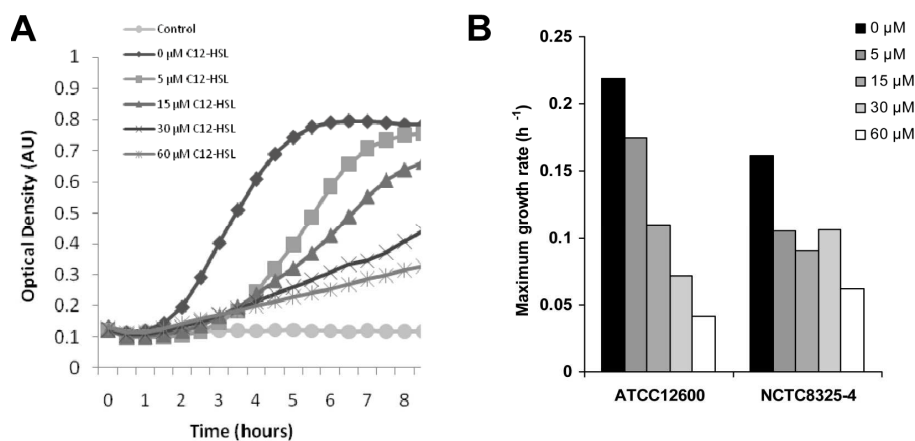 A
Control
0 µM C12-HSL
5 µM C12-HSL
15 µM C12-HSL
30 µM C12-HSL
60 µM C12-HSL
Optical Density (AU)
1
0.9
0.8
0.7
0.6
0.5
0.4
0.3
0.2
0.1
0
0 1 2 3 4 5 6 7 8
Time (hours)
B
0 µM
5 µM
15 µM
30 µM
60 µM
Maximum growth rate (h⁻¹)
0.25
0.2
0.15
0.1
0.05
0
ATCC12600 NCTC8325-4